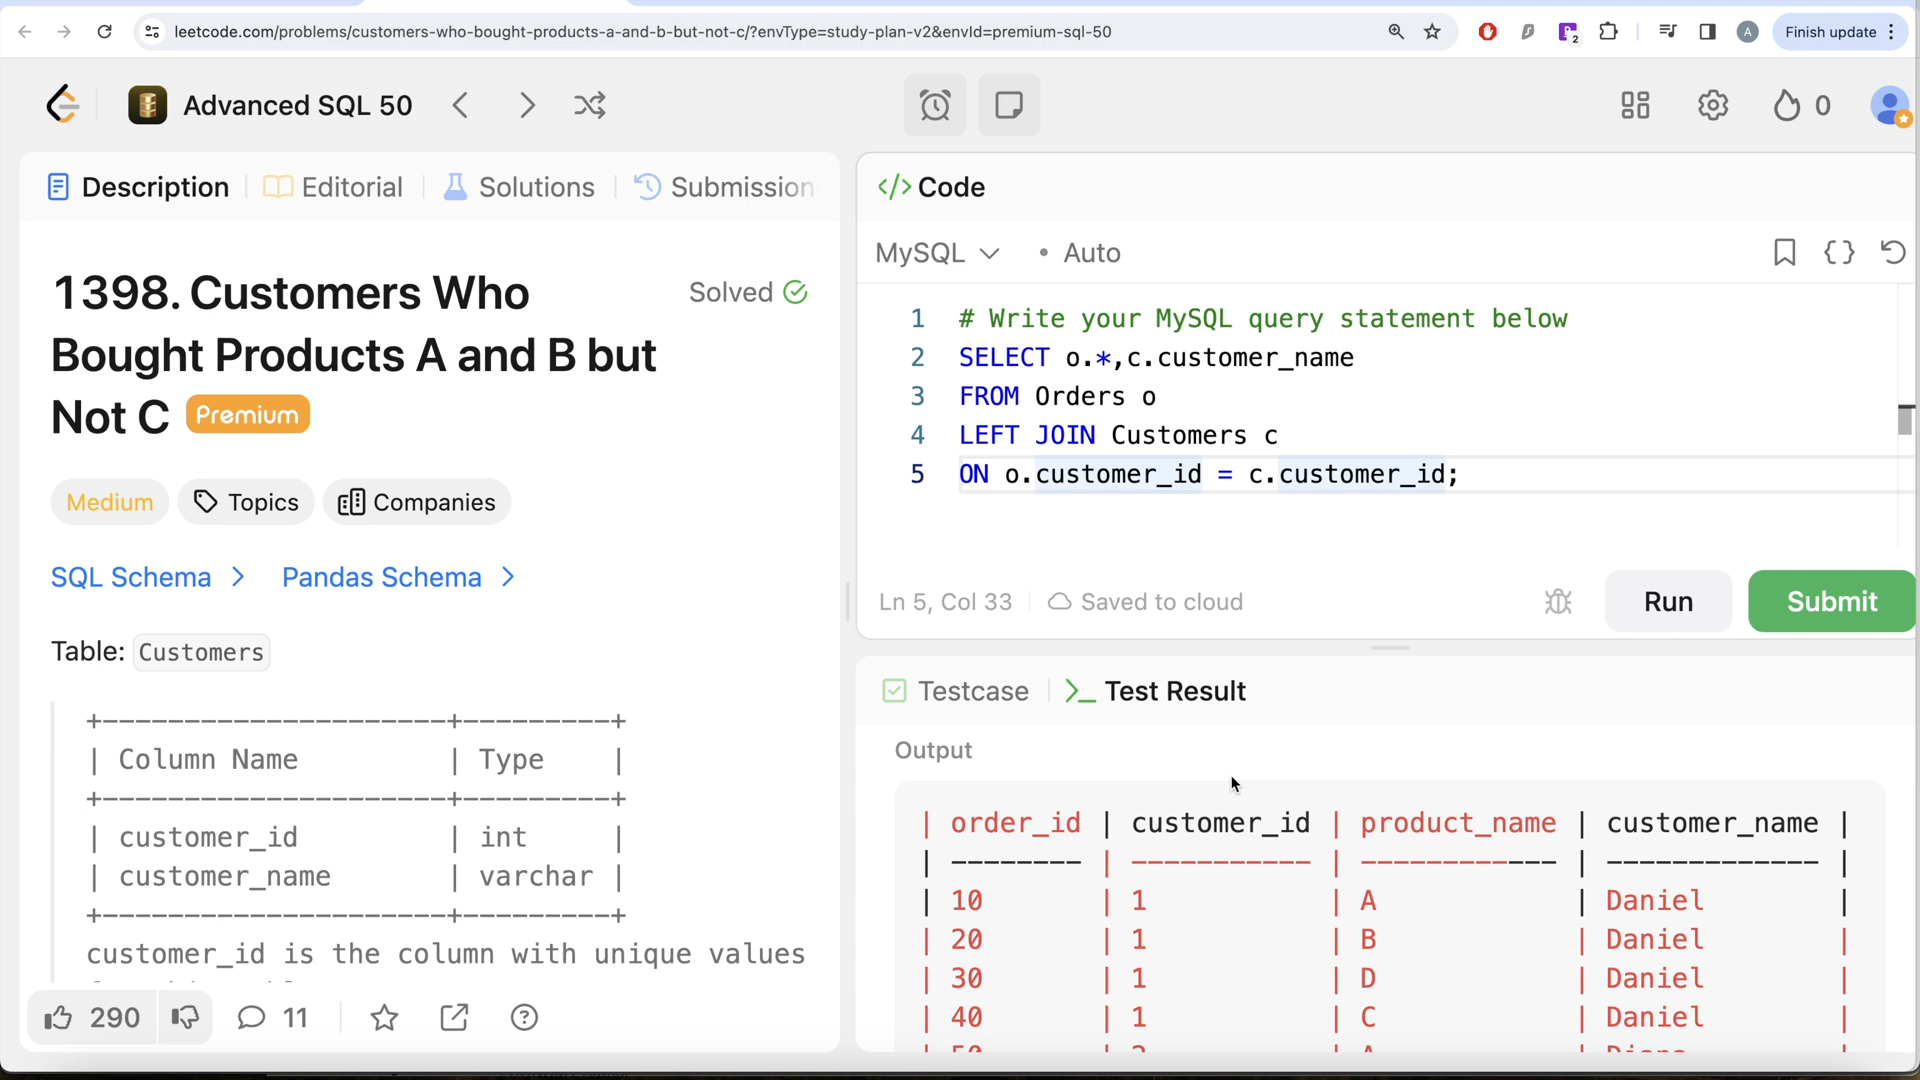 leetcode.com/problems/customers-who-bought-products-a-and-b-but-not-c/?envType=study-plan-v2&envId=premium-sql-50
2
A
Finish update
Advanced SQL 50
0
Description
Editorial
Solutions
Submission
</> Code
MySQL
• Auto
1398. Customers Who
Bought Products A and B but
Not C
Premium
Solved
Medium
Topics
Companies
SQL Schema >
Pandas Schema >
Table: Customers
+----------------------+---------+
| Column Name | Type |
+----------------------+---------+
| customer_id | int |
| customer_name | varchar |
+----------------------+---------+
customer_id is the column with unique values
290
11
1 # Write your MySQL query statement below
2 SELECT o.*,c.customer_name
3 FROM Orders o
4 LEFT JOIN Customers c
5 ON o.customer_id = c.customer_id;
Ln 5, Col 33
Saved to cloud
Run
Submit
Testcase
>_ Test Result
Output
| order_id | customer_id | product_name | customer_name |
| -------- | ----------- | ------------ | ------------- |
| 10 | 1 | A | Daniel |
| 20 | 1 | B | Daniel |
| 30 | 1 | D | Daniel |
| 40 | 1 | C | Daniel |